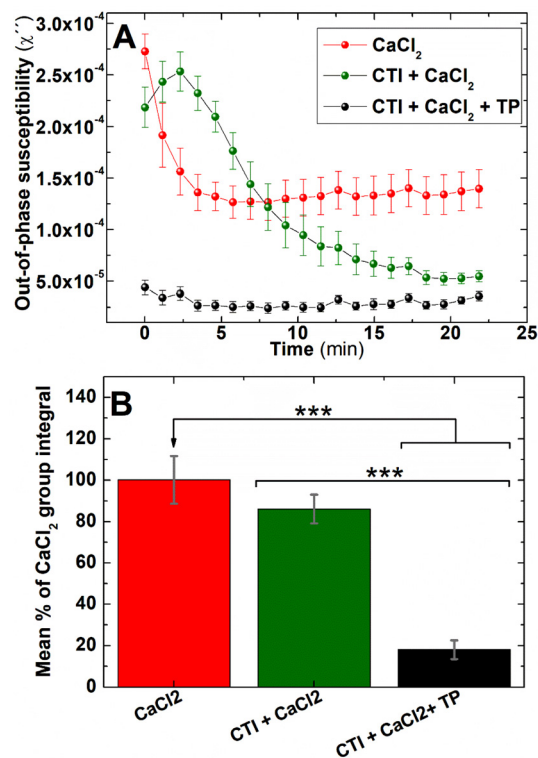 A
Out-of-phase susceptibility (χ´´)
3.0x10⁻⁴
2.5x10⁻⁴
2.0x10⁻⁴
1.5x10⁻⁴
1.0x10⁻⁴
5.0x10⁻⁵
CaCl₂
CTI + CaCl₂
CTI + CaCl₂ + TP
0 5 10 15 20 25
Time (min)
B
Mean % of CaCl₂ group integral
140
120
100
80
60
40
20
0
***
***
CaCl2
CTI + CaCl2
CTI + CaCl2+ TP